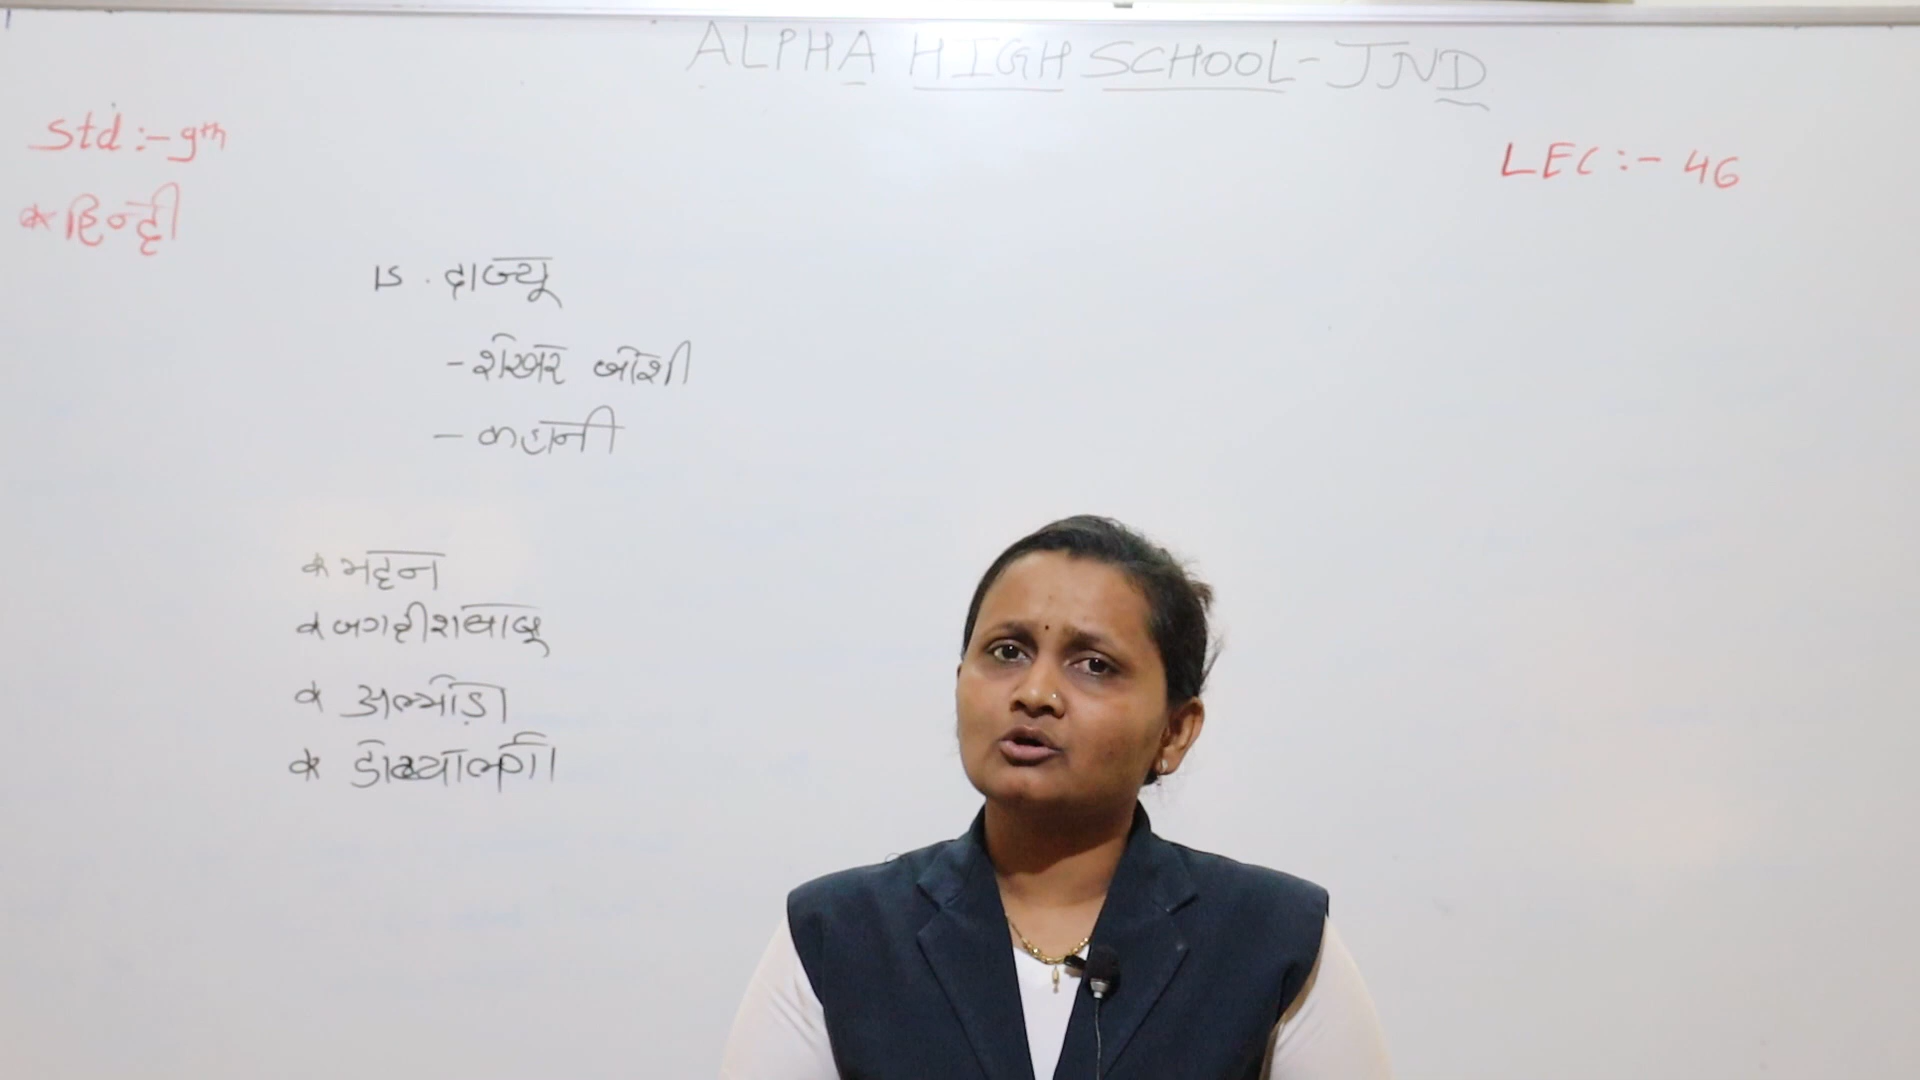 ALPHA HIGH SCHOOL - JND
Std :- 9th
LEC :- 46
* हिन्दी
15. दाज्यू
- शेखर जोशी
- कहानी
* मदन
* जगदीशबाबू
* अल्मोड़ा
* डोट्यालगों